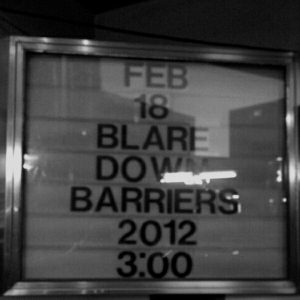 FEB
18
BLARE
DOWN
BARRIERS
2012
3:00